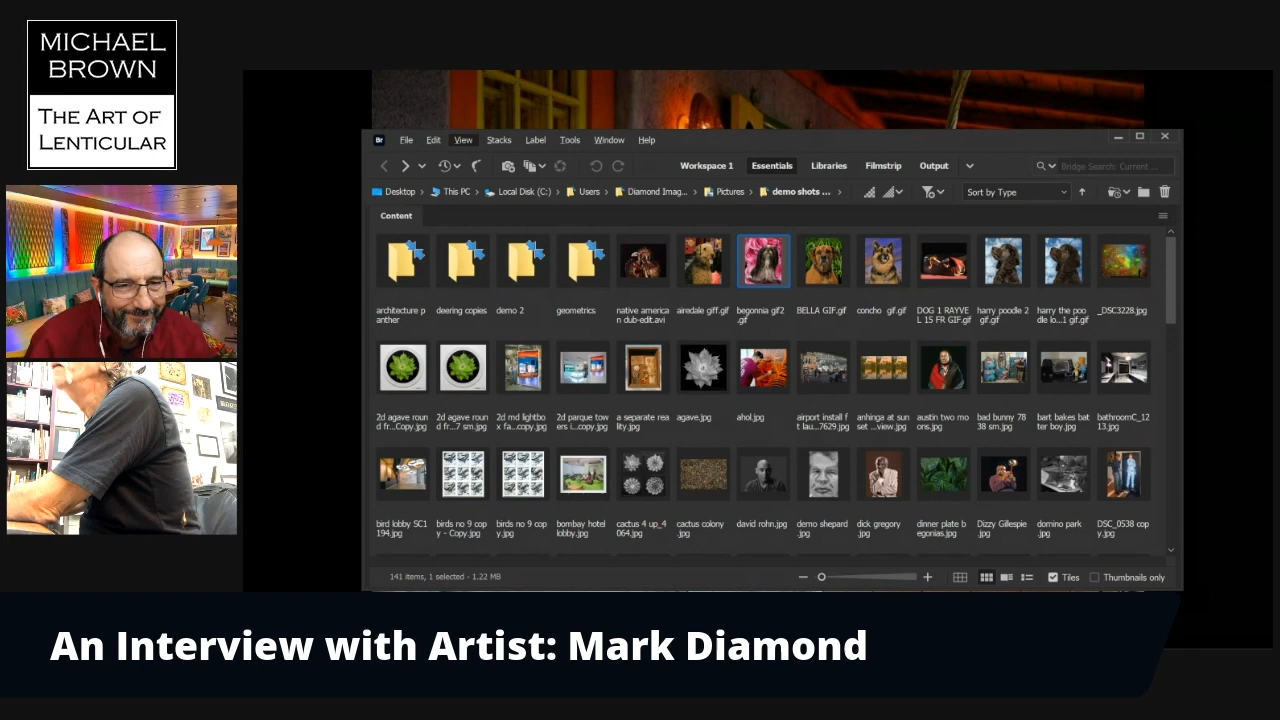 MICHAEL
BROWN
THE ART OF
LENTICULAR
Br File Edit View Stacks Label Tools Window Help
Workspace 1 Essentials Libraries Filmstrip Output
Bridge Search: Current ...
Desktop This PC Local Disk (C:) Users Diamond Imag... Pictures demo shots ...
Sort by Type
Content
architecture p
anther
deering copies
demo 2
geometrics
native america
n dub-edit.avi
airedale giff.gif
begonnia gif2
.gif
BELLA GIF.gif
concho gif.gif
DOG 1 RAYVE
L 15 FR GIF.gif
harry poodle 2
gif.gif
harry the poo
dle lo...1 gif.gif
_DSC3228.jpg
2d agave roun
d fr...Copy.jpg
2d agave roun
d fr...7 sm.jpg
2d md lightbo
x fa...copy.jpg
2d parque tow
ers i...copy.jpg
a separate rea
lity.jpg
agave.jpg
ahol.jpg
airport install f
t lau...7629.jpg
anhinga at sun
set ...view.jpg
austin two mo
ons.jpg
bad bunny 78
38 sm.jpg
bart bakes bat
ter boy.jpg
bathroomC_12
13.jpg
bird lobby SC1
194.jpg
birds no 9 cop
y - Copy.jpg
birds no 9 cop
y.jpg
bombay hotel
lobby.jpg
cactus 4 up_4
064.jpg
cactus colony
.jpg
david rohn.jpg
demo shepard
.jpg
dick gregory
.jpg
dinner plate b
egonias.jpg
Dizzy Gillespie
.jpg
domino park
.jpg
DSC_0538 cop
y.jpg
141 items, 1 selected - 1.22 MB
Tiles Thumbnails only
An Interview with Artist: Mark Diamond